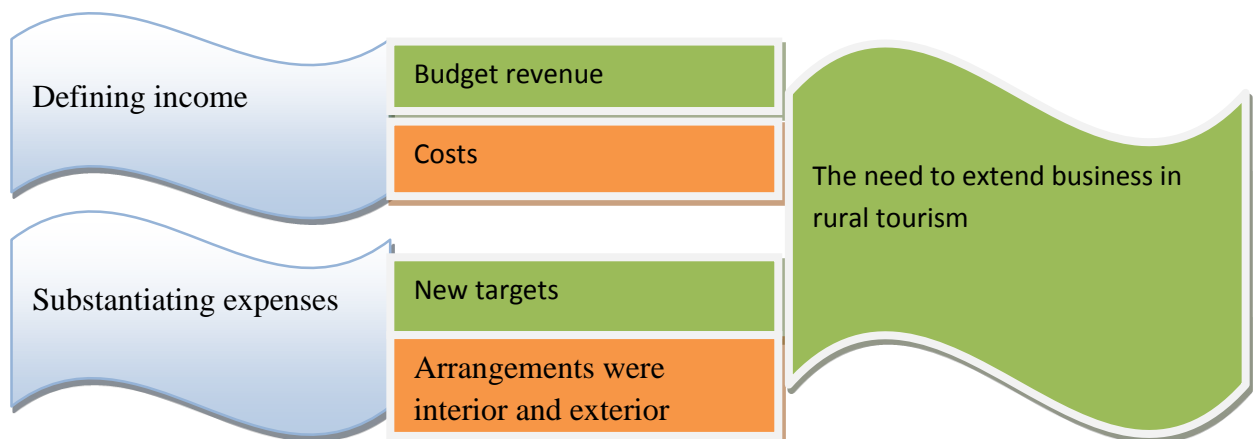 Defining income
Budget revenue
Costs
Substantiating expenses
New targets
Arrangements were
interior and exterior
The need to extend business in
rural tourism